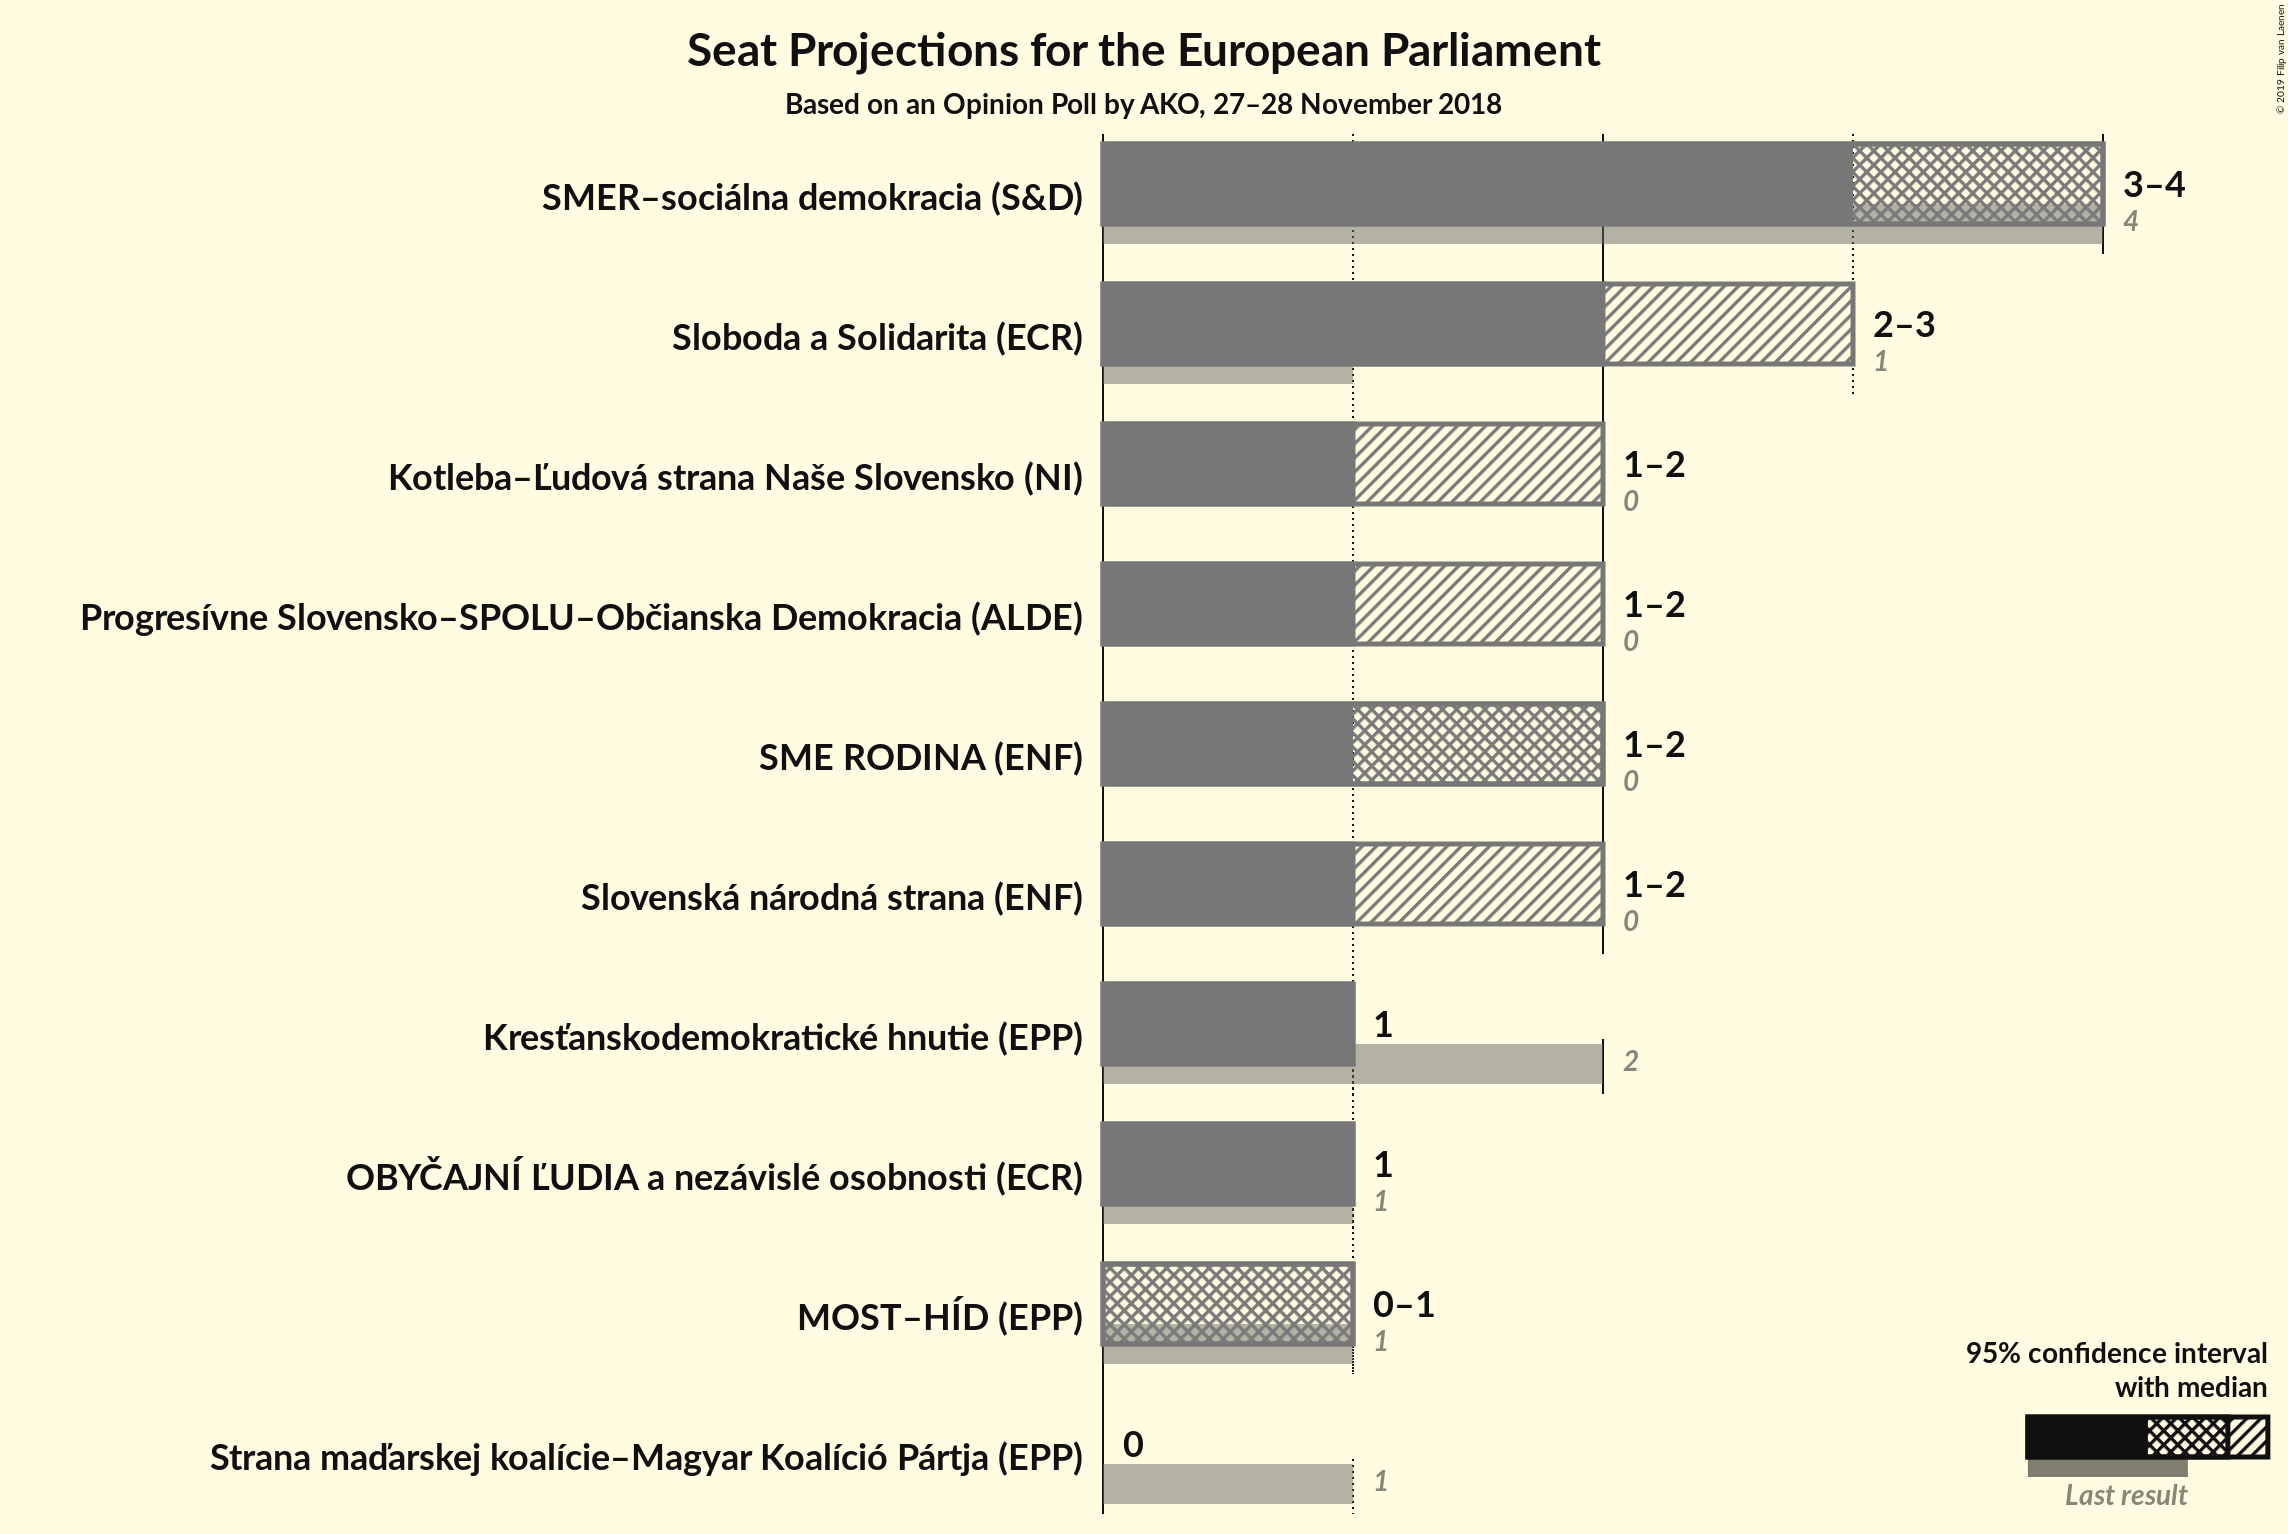 Seat Projections for the European Parliament
Based on an Opinion Poll by AKO, 27–28 November 2018
© 2019 Filip van Laenen
SMER–sociálna demokracia (S&D)
3–4
4
Sloboda a Solidarita (ECR)
2–3
1
Kotleba–Ľudová strana Naše Slovensko (NI)
1–2
0
Progresívne Slovensko–SPOLU–Občianska Demokracia (ALDE)
1–2
0
SME RODINA (ENF)
1–2
0
Slovenská národná strana (ENF)
1–2
0
Kresťanskodemokratické hnutie (EPP)
1
2
OBYČAJNÍ ĽUDIA a nezávislé osobnosti (ECR)
1
1
MOST–HÍD (EPP)
0–1
1
Strana maďarskej koalície–Magyar Koalíció Pártja (EPP)
0
1
95% confidence interval
with median
Last result